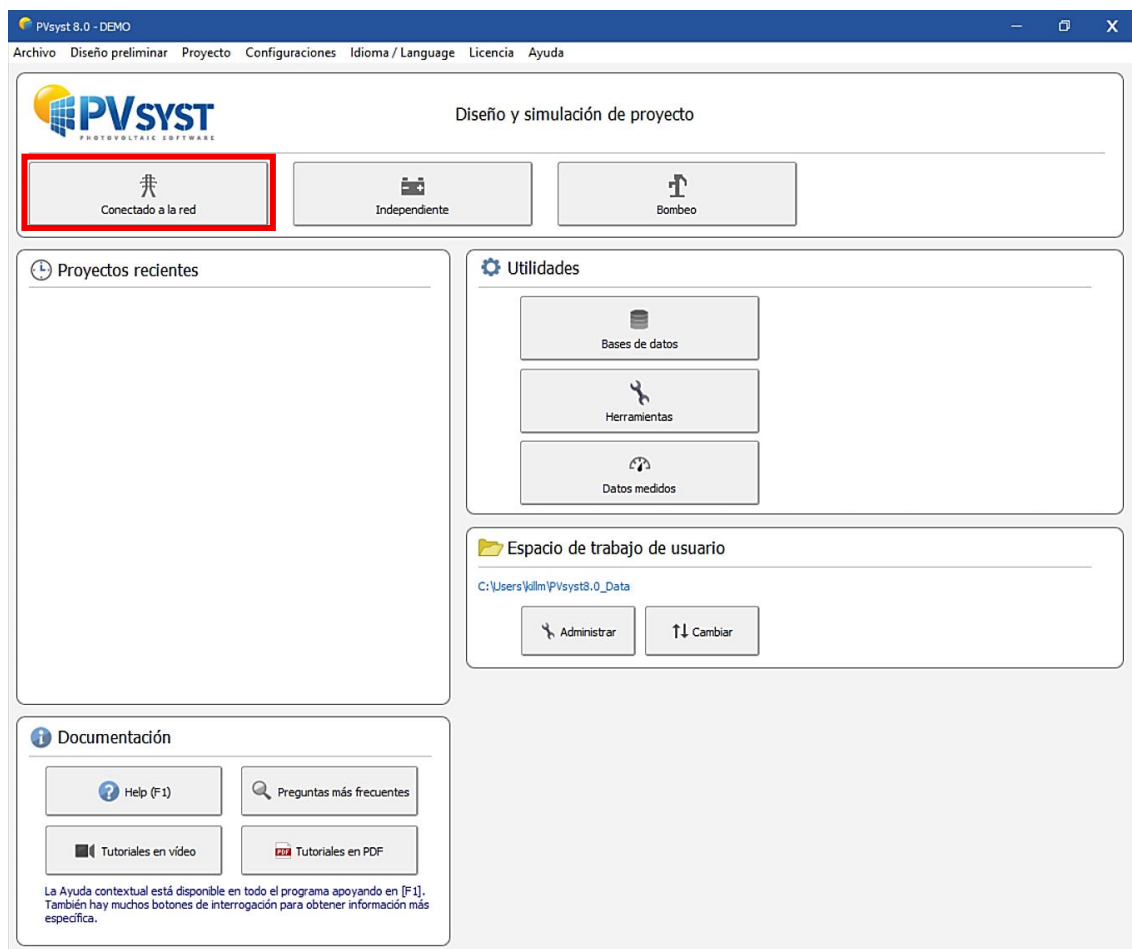 PVsyst 8.0 - DEMO
Archivo Diseño preliminar Proyecto Configuraciones Idioma / Language Licencia Ayuda
PVSYST
PHOTOVOLTAIC SOFTWARE
Diseño y simulación de proyecto
Conectado a la red
Independiente
Bombeo
Proyectos recientes
Utilidades
Bases de datos
Herramientas
Datos medidos
Espacio de trabajo de usuario
C:\Users\killm\PVsyst8.0_Data
Administrar
Cambiar
Documentación
Help (F1)
Preguntas más frecuentes
Tutoriales en vídeo
PDF Tutoriales en PDF
La Ayuda contextual está disponible en todo el programa apoyando en [F1].
También hay muchos botones de interrogación para obtener información más
específica.